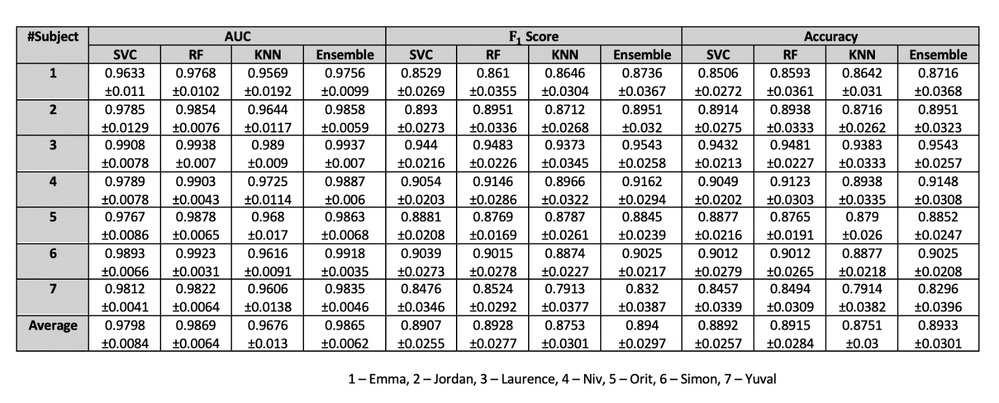 #Subject AUC F₁ Score Accuracy
SVC RF KNN Ensemble SVC RF KNN Ensemble SVC RF KNN Ensemble
1 0.9633 0.9768 0.9569 0.9756 0.8529 0.861 0.8646 0.8736 0.8506 0.8593 0.8642 0.8716
±0.011 ±0.0102 ±0.0192 ±0.0099 ±0.0269 ±0.0355 ±0.0304 ±0.0367 ±0.0272 ±0.0361 ±0.031 ±0.0368
2 0.9785 0.9854 0.9644 0.9858 0.893 0.8951 0.8712 0.8951 0.8914 0.8938 0.8716 0.8951
±0.0129 ±0.0076 ±0.0117 ±0.0059 ±0.0273 ±0.0336 ±0.0268 ±0.032 ±0.0275 ±0.0333 ±0.0262 ±0.0323
3 0.9908 0.9938 0.989 0.9937 0.944 0.9483 0.9373 0.9543 0.9432 0.9481 0.9383 0.9543
±0.0078 ±0.007 ±0.009 ±0.007 ±0.0216 ±0.0226 ±0.0345 ±0.0258 ±0.0213 ±0.0227 ±0.0333 ±0.0257
4 0.9789 0.9903 0.9725 0.9887 0.9054 0.9146 0.8966 0.9162 0.9049 0.9123 0.8938 0.9148
±0.0078 ±0.0043 ±0.0114 ±0.006 ±0.0203 ±0.0286 ±0.0322 ±0.0294 ±0.0202 ±0.0303 ±0.0335 ±0.0308
5 0.9767 0.9878 0.968 0.9863 0.8881 0.8769 0.8787 0.8845 0.8877 0.8765 0.879 0.8852
±0.0086 ±0.0065 ±0.017 ±0.0068 ±0.0208 ±0.0169 ±0.0261 ±0.0239 ±0.0216 ±0.0191 ±0.026 ±0.0247
6 0.9893 0.9923 0.9616 0.9918 0.9039 0.9015 0.8874 0.9025 0.9012 0.9012 0.8877 0.9025
±0.0066 ±0.0031 ±0.0091 ±0.0035 ±0.0273 ±0.0278 ±0.0227 ±0.0217 ±0.0279 ±0.0265 ±0.0218 ±0.0208
7 0.9812 0.9822 0.9606 0.9835 0.8476 0.8524 0.7913 0.832 0.8457 0.8494 0.7914 0.8296
±0.0041 ±0.0064 ±0.0138 ±0.0046 ±0.0346 ±0.0292 ±0.0377 ±0.0387 ±0.0339 ±0.0309 ±0.0382 ±0.0396
Average 0.9798 0.9869 0.9676 0.9865 0.8907 0.8928 0.8753 0.894 0.8892 0.8915 0.8751 0.8933
±0.0084 ±0.0064 ±0.013 ±0.0062 ±0.0255 ±0.0277 ±0.0301 ±0.0297 ±0.0257 ±0.0284 ±0.03 ±0.0301
1 – Emma, 2 – Jordan, 3 – Laurence, 4 – Niv, 5 – Orit, 6 – Simon, 7 – Yuval